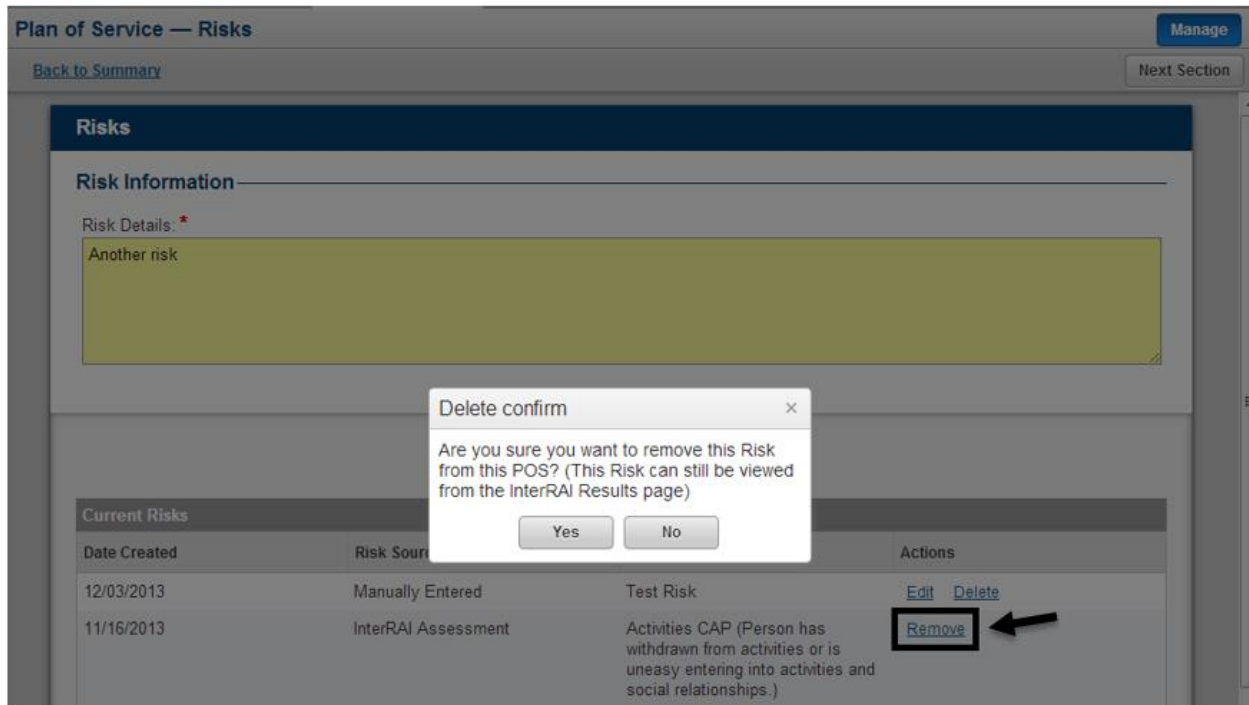 Plan of Service — Risks
Manage
Back to Summary
Next Section
Risks
Risk Information
Risk Details: *
Another risk
Delete confirm
×
Are you sure you want to remove this Risk
from this POS? (This Risk can still be viewed
from the InterRAI Results page)
Yes
No
Current Risks
Date Created
Risk Sour
Actions
12/03/2013
Manually Entered
Test Risk
Edit
Delete
11/16/2013
InterRAI Assessment
Activities CAP (Person has
withdrawn from activities or is
uneasy entering into activities and
social relationships.)
Remove